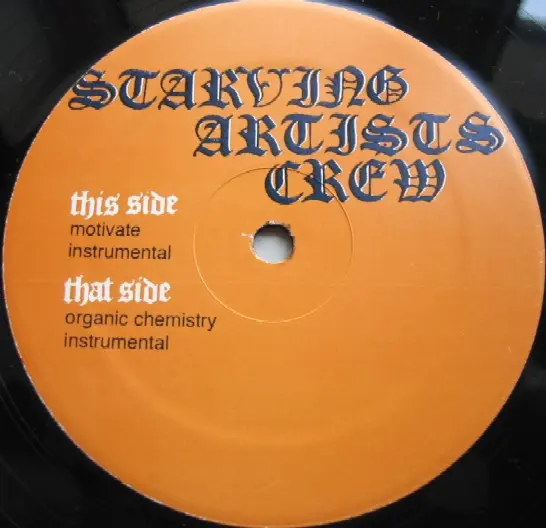 STARVING
ARTISTS
CREW
this side
motivate
instrumental
that side
organic chemistry
instrumental